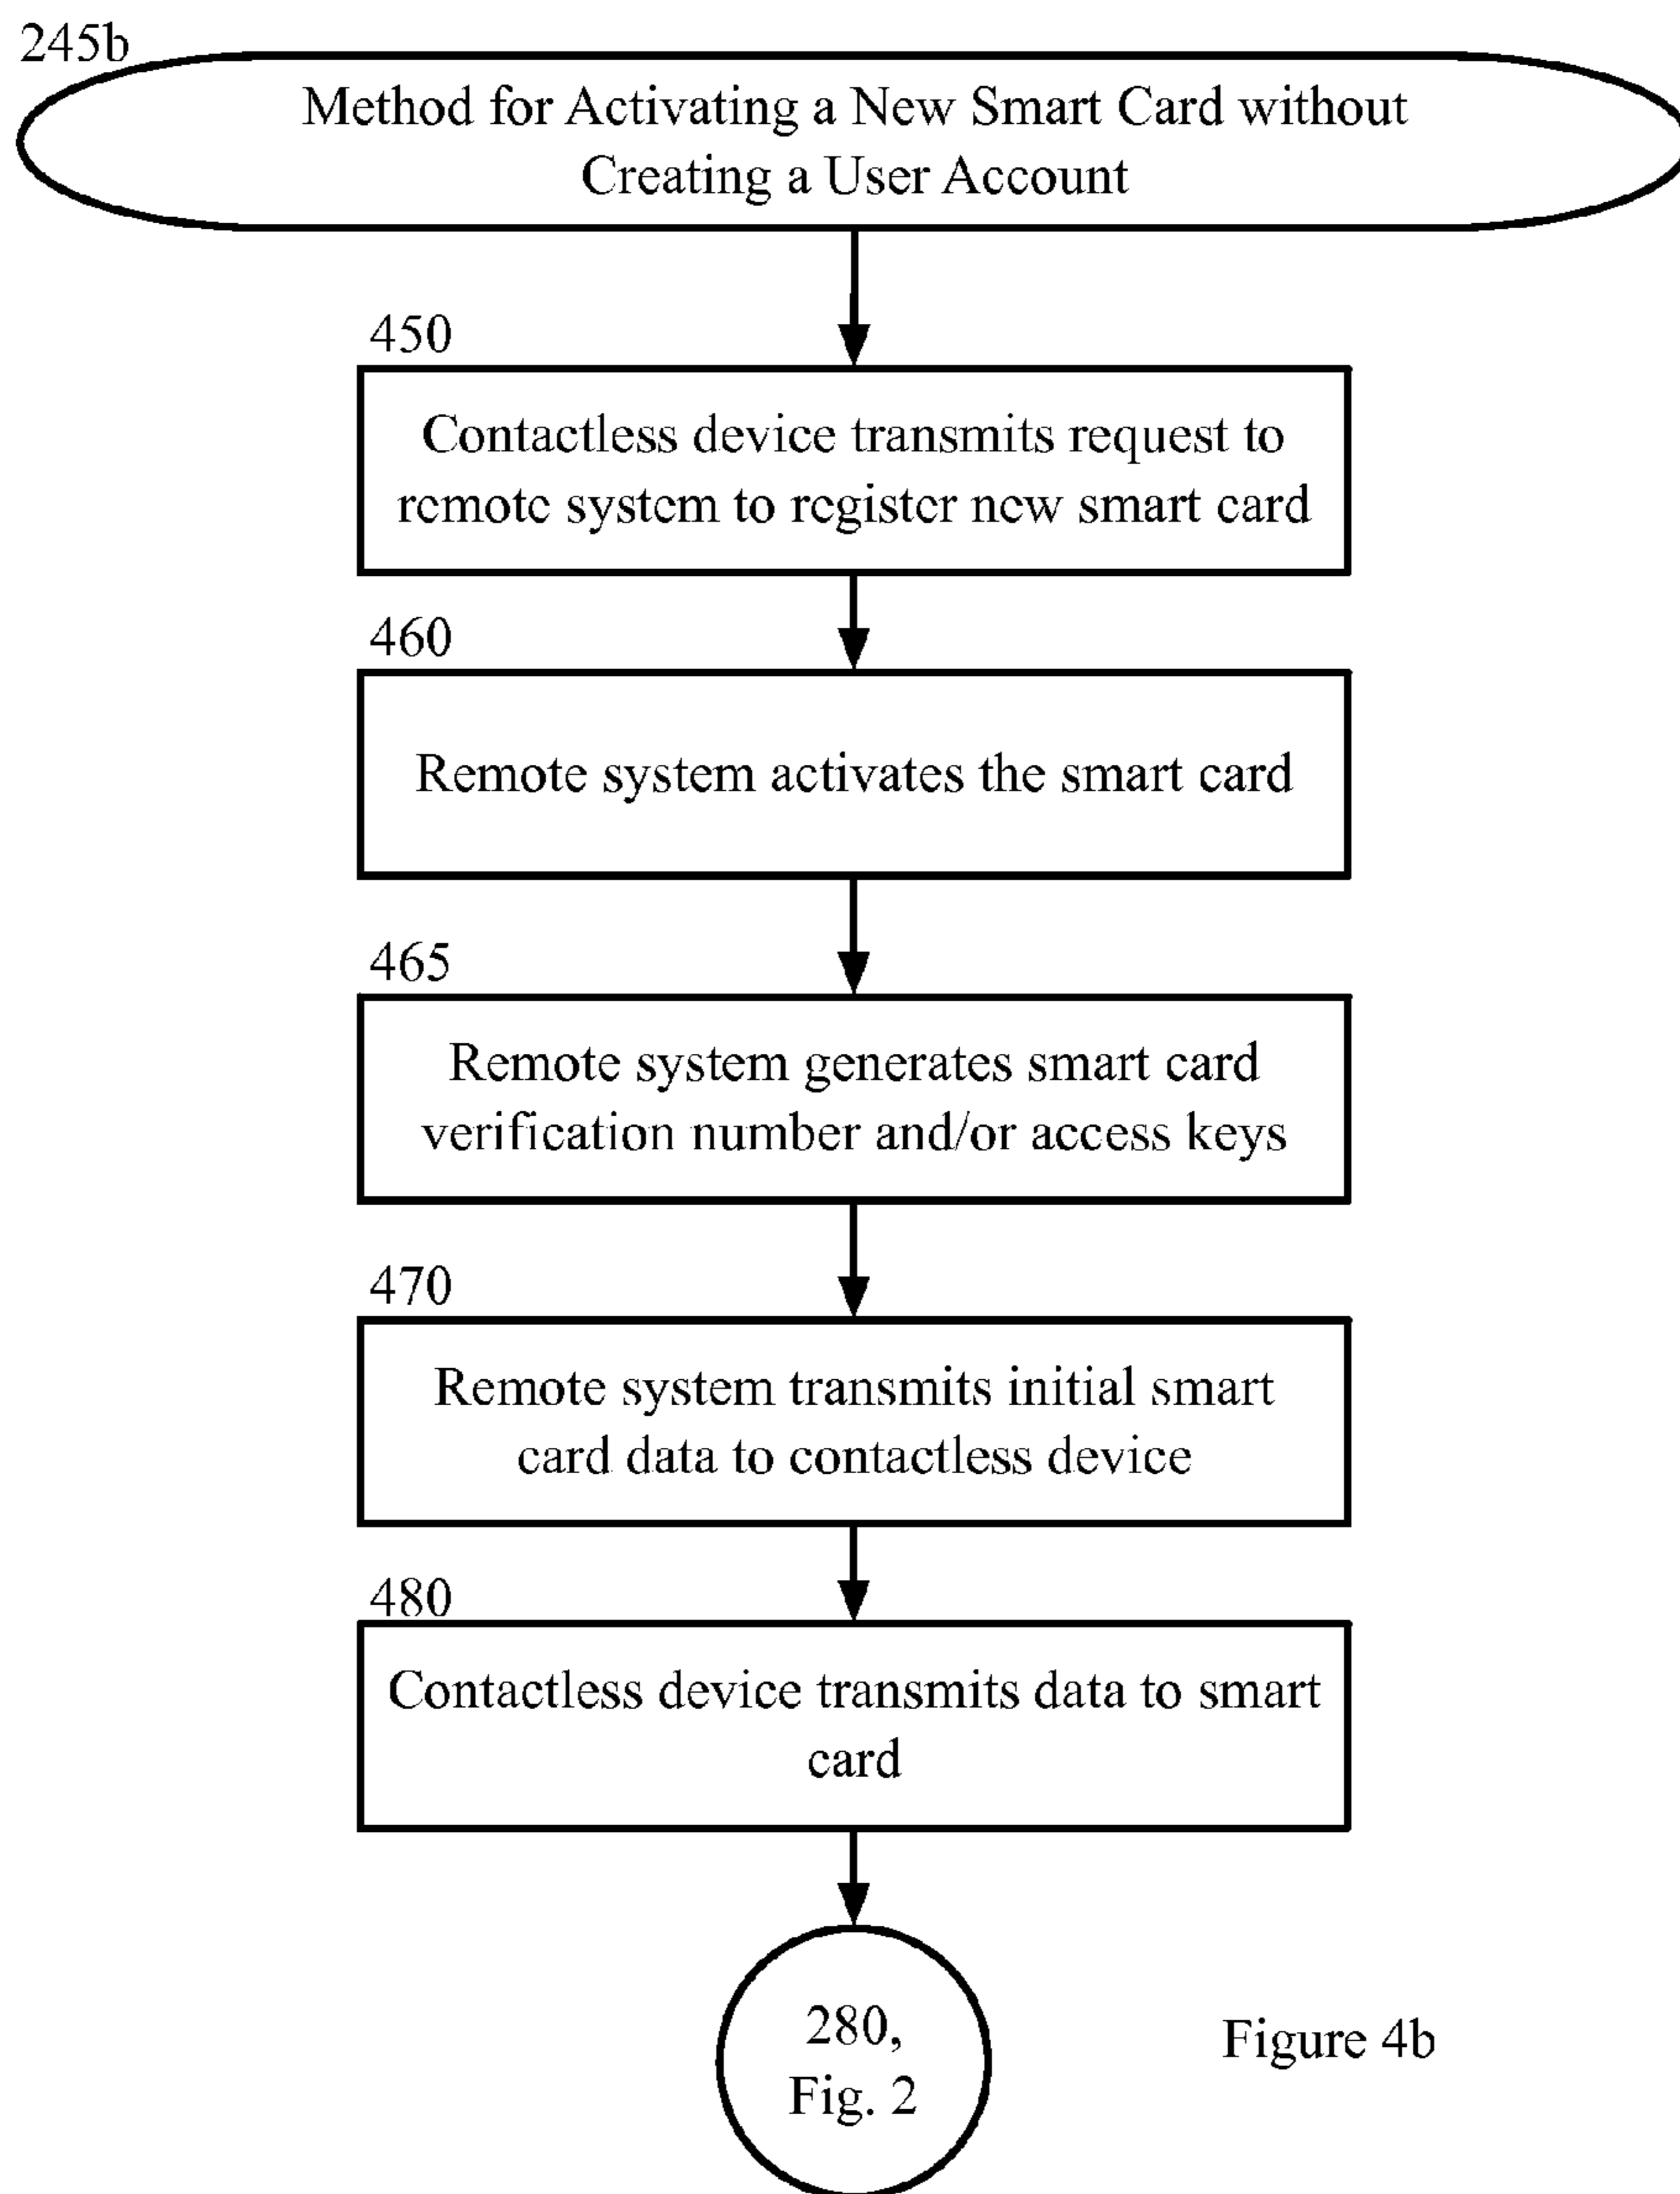 245b
Method for Activating a New Smart Card without
Creating a User Account
450
Contactless device transmits request to
remote system to register new smart card
460
Remote system activates the smart card
465
Remote system generates smart card
verification number and/or access keys
470
Remote system transmits initial smart
card data to contactless device
480
Contactless device transmits data to smart
card
280,
Fig. 2
Figure 4b